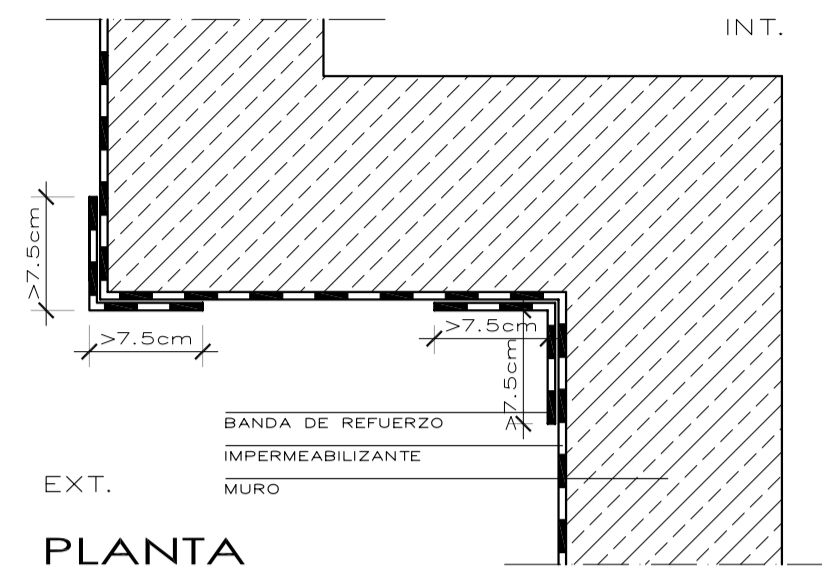 INT.
>7.5cm
>7.5cm
>7.5cm
>7.5cm
BANDA DE REFUERZO
IMPERMEABILIZANTE
MURO
EXT.
PLANTA